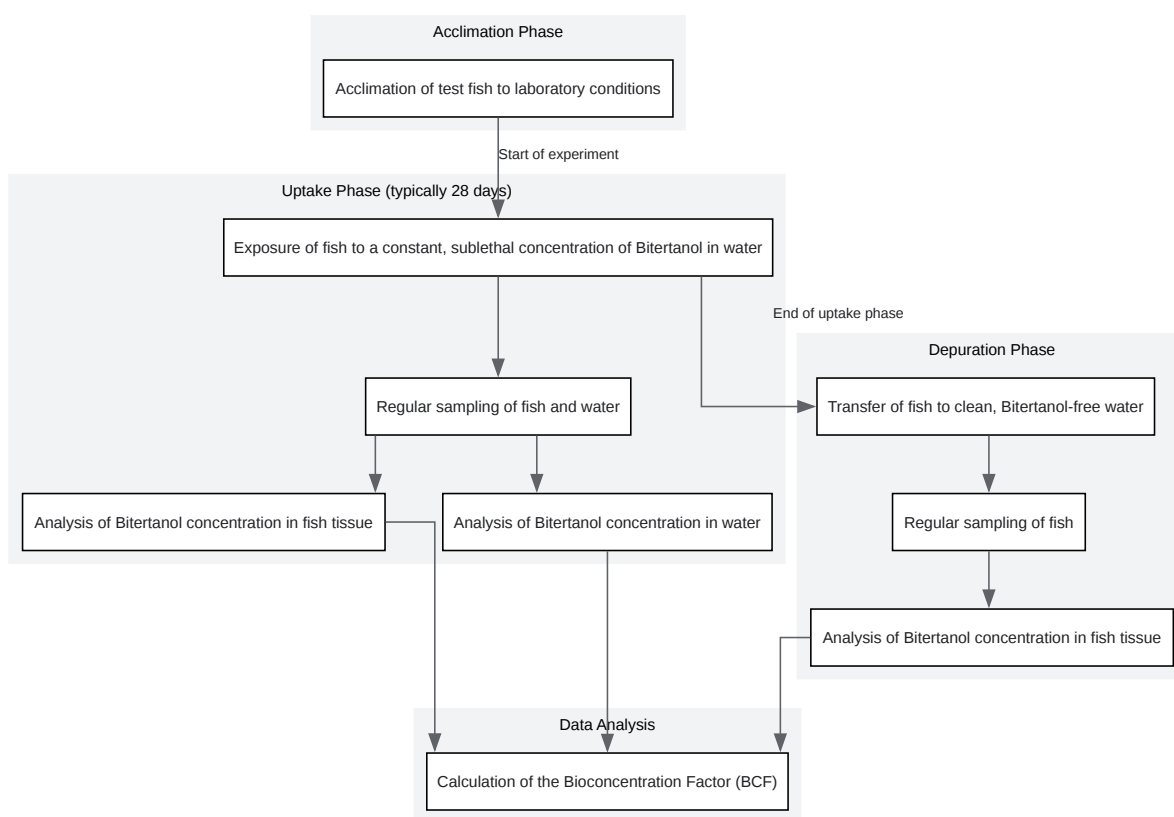 Acclimation Phase
Acclimation of test fish to laboratory conditions
Start of experiment
Uptake Phase (typically 28 days)
Exposure of fish to a constant, sublethal concentration of Bitertanol in water
End of uptake phase
Depuration Phase
Regular sampling of fish and water
Transfer of fish to clean, Bitertanol-free water
Analysis of Bitertanol concentration in fish tissue
Analysis of Bitertanol concentration in water
Regular sampling of fish
Analysis of Bitertanol concentration in fish tissue
Data Analysis
Calculation of the Bioconcentration Factor (BCF)